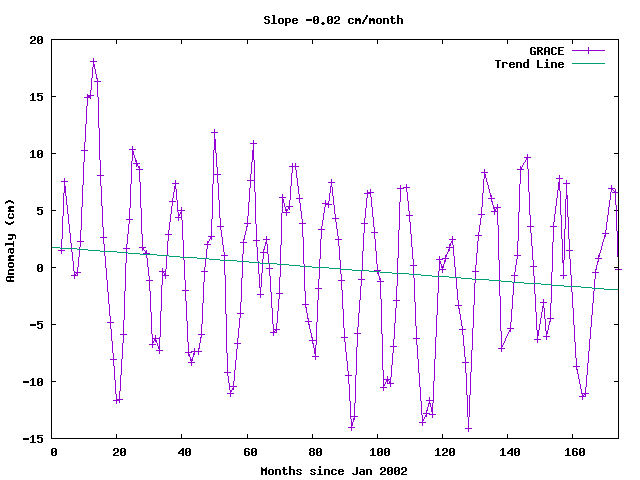 Slope -0.02 cm/month
GRACE
Trend Line
20
15
10
5
0
-5
-10
-15
Anomaly (cm)
0 20 40 60 80 100 120 140 160
Months since Jan 2002